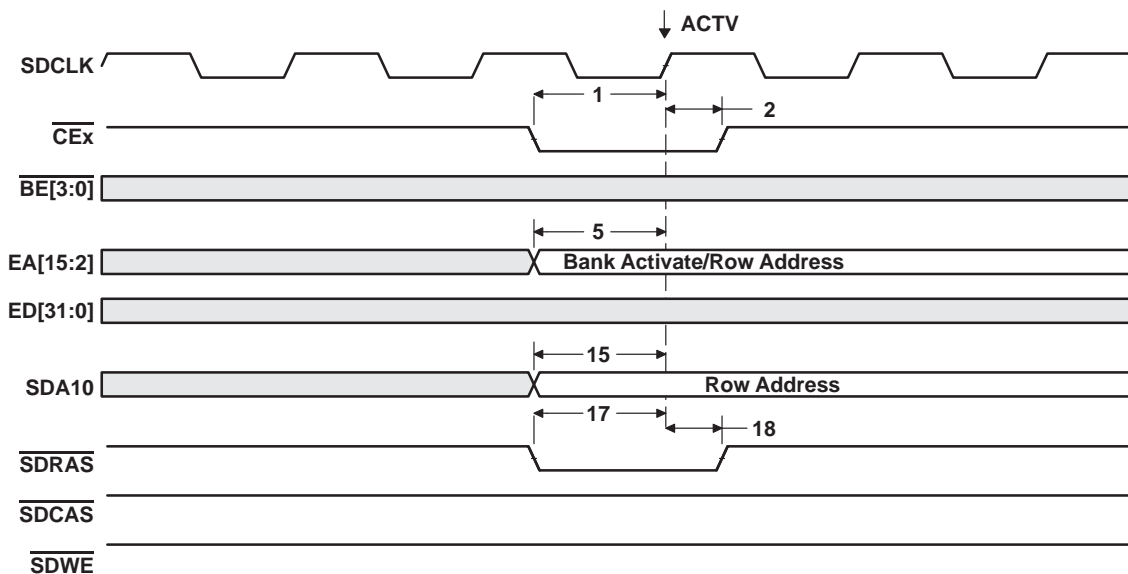 ACTV
SDCLK
1
2
CEx
BE[3:0]
5
EA[15:2]
Bank Activate/Row Address
ED[31:0]
15
SDA10
Row Address
17
18
SDRAS
SDCAS
SDWE